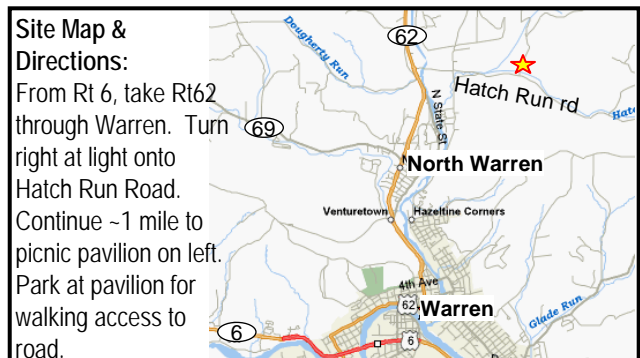 Site Map &
Directions:
From Rt 6, take Rt62
through Warren. Turn
right at light onto
Hatch Run Road.
Continue ~1 mile to
picnic pavilion on left.
Park at pavilion for
walking access to
road.
62
Dougherty Run
Hatch Run rd
N State St
Hatc
69
North Warren
Venturetown
Hazeltine Corners
4th Ave
62
Warren
Glade Run
6
6